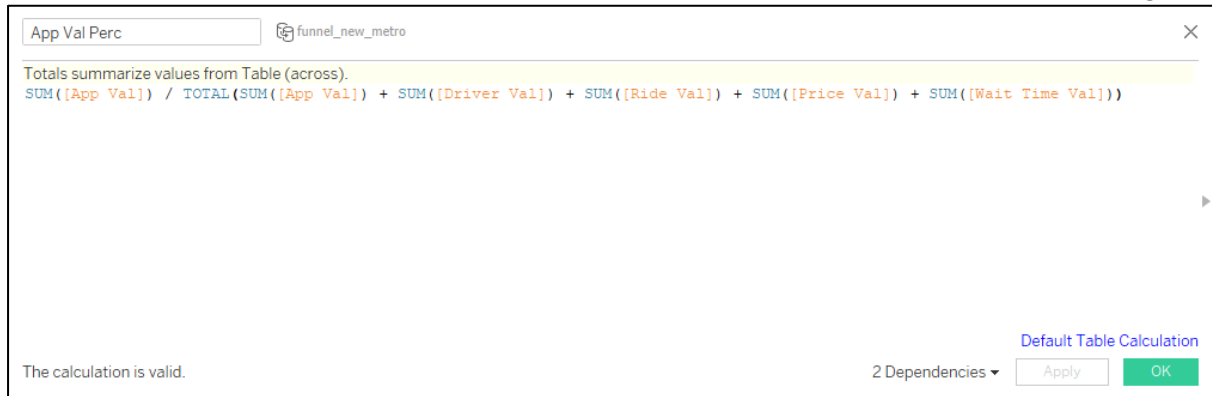 App Val Perc
funnel_new_metro
Totals summarize values from Table (across).
SUM([App Val]) / TOTAL(SUM([App Val]) + SUM([Driver Val]) + SUM([Ride Val]) + SUM([Price Val]) + SUM([Wait Time Val]))
Default Table Calculation
The calculation is valid.
2 Dependencies
Apply
OK